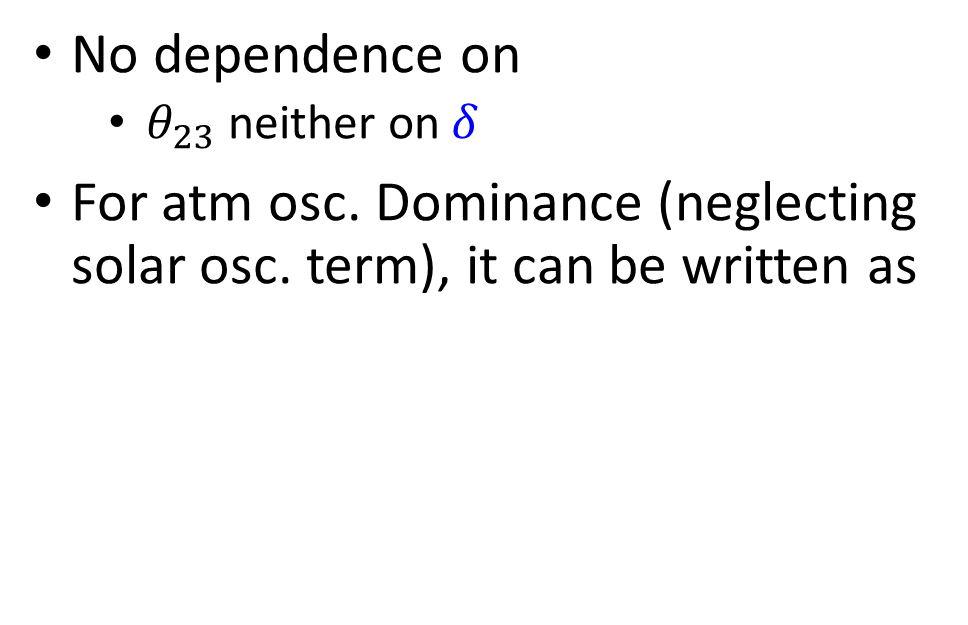 • No dependence on
• θ₂₃ neither on δ
• For atm osc. Dominance (neglecting
solar osc. term), it can be written as